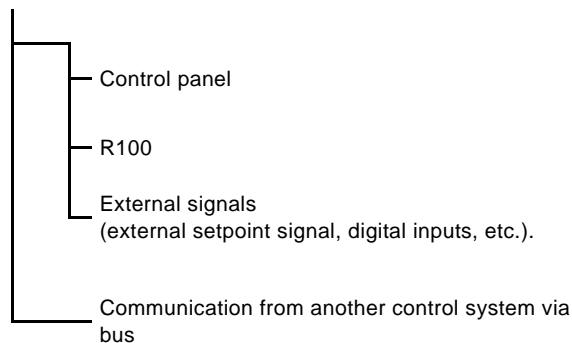 Control panel
R100
External signals
(external setpoint signal, digital inputs, etc.).
Communication from another control system via
bus